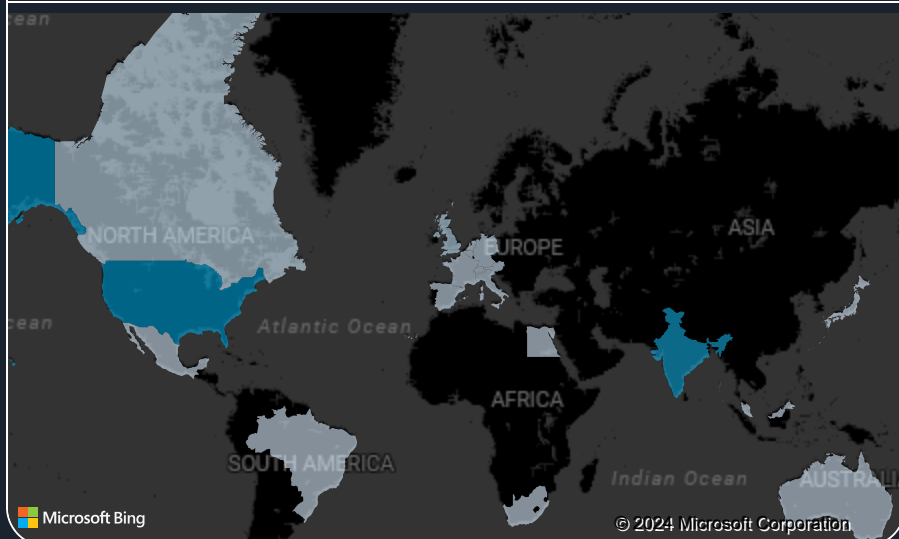 cean
NORTH AMERICA
EUROPE
ASIA
cean
Atlantic Ocean
AFRICA
SOUTH AMERICA
Indian Ocean
AUSTRALI
Microsoft Bing
© 2024 Microsoft Corporation